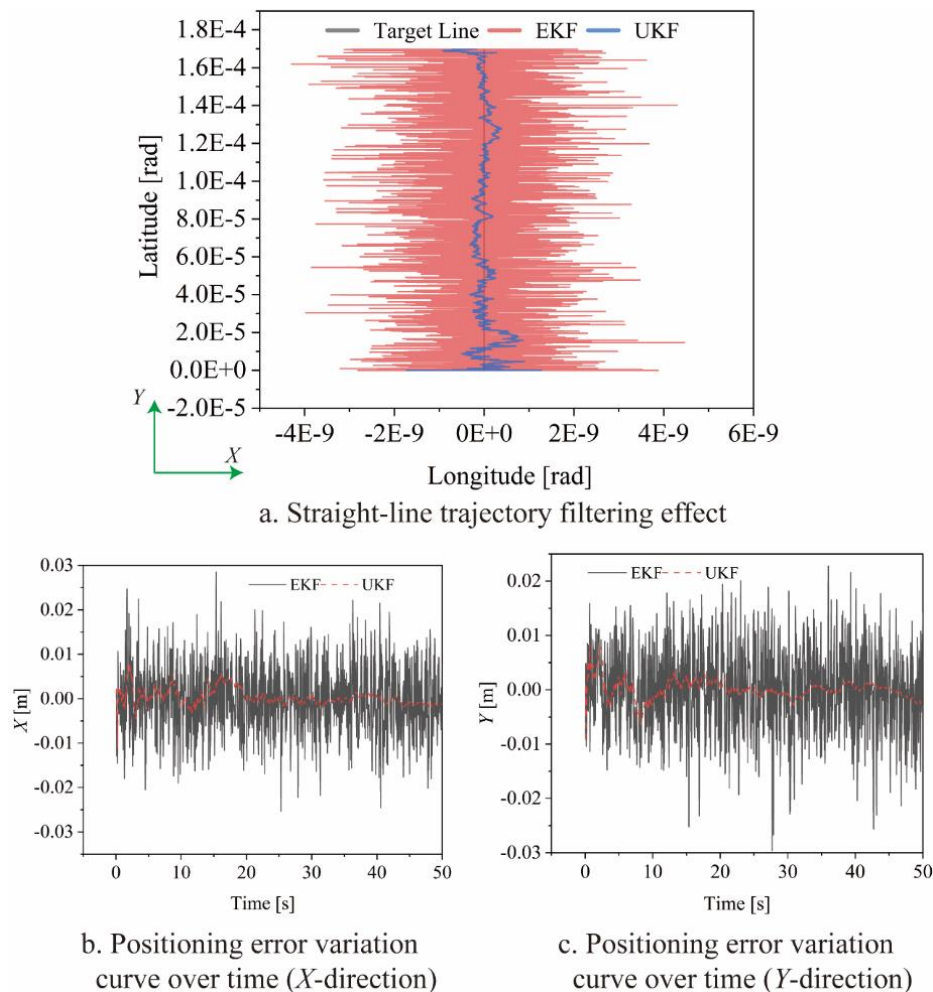 1.8E-4
Target Line EKF UKF
1.6E-4
1.4E-4
1.2E-4
1.0E-4
8.0E-5
6.0E-5
4.0E-5
2.0E-5
0.0E+0
-2.0E-5
Latitude [rad]
Y
X
-4E-9 -2E-9 0E+0 2E-9 4E-9 6E-9
Longitude [rad]
a. Straight-line trajectory filtering effect
0.03
EKF UKF
0.02
0.01
0.00
-0.01
-0.02
-0.03
X [m]
0 10 20 30 40 50
Time [s]
b. Positioning error variation
curve over time (X-direction)
0.02
EKF UKF
0.01
0.00
-0.01
-0.02
-0.03
Y [m]
0 10 20 30 40 50
Time [s]
c. Positioning error variation
curve over time (Y-direction)